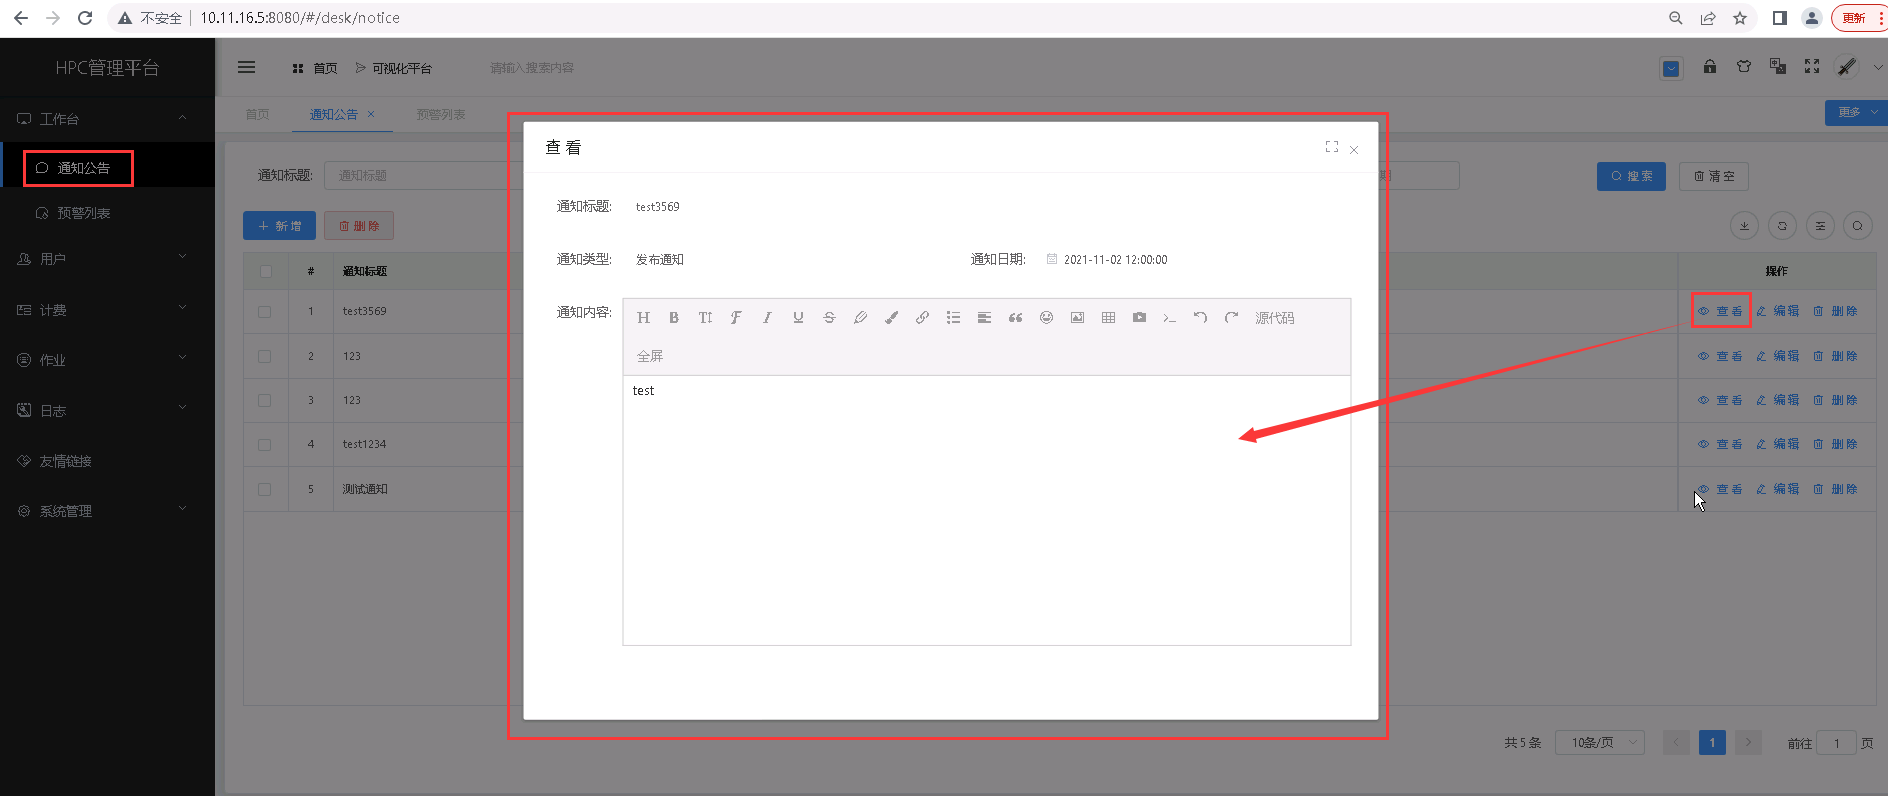 不安全 10.11.16.5:8080/#/desk/notice 更新
HPC管理平台
首页 可视化平台 请输入搜索内容
工作台
首页 通知公告 × 预警列表 更多
通知公告
预警列表
用户
计费
作业
日志
友情链接
系统管理
通知标题: 通知标题 期 搜 索 清 空
新 增 删 除
# 通知标题 操作
1 test3569 查 看 编 辑 删 除
2 123 查 看 编 辑 删 除
3 123 查 看 编 辑 删 除
4 test1234 查 看 编 辑 删 除
5 测试通知 查 看 编 辑 删 除
查 看
通知标题: test3569
通知类型: 发布通知 通知日期: 2021-11-02 12:00:00
通知内容:
H B TI F I U S 源代码
全屏
test
共 5 条 10条/页 1 前往 1 页